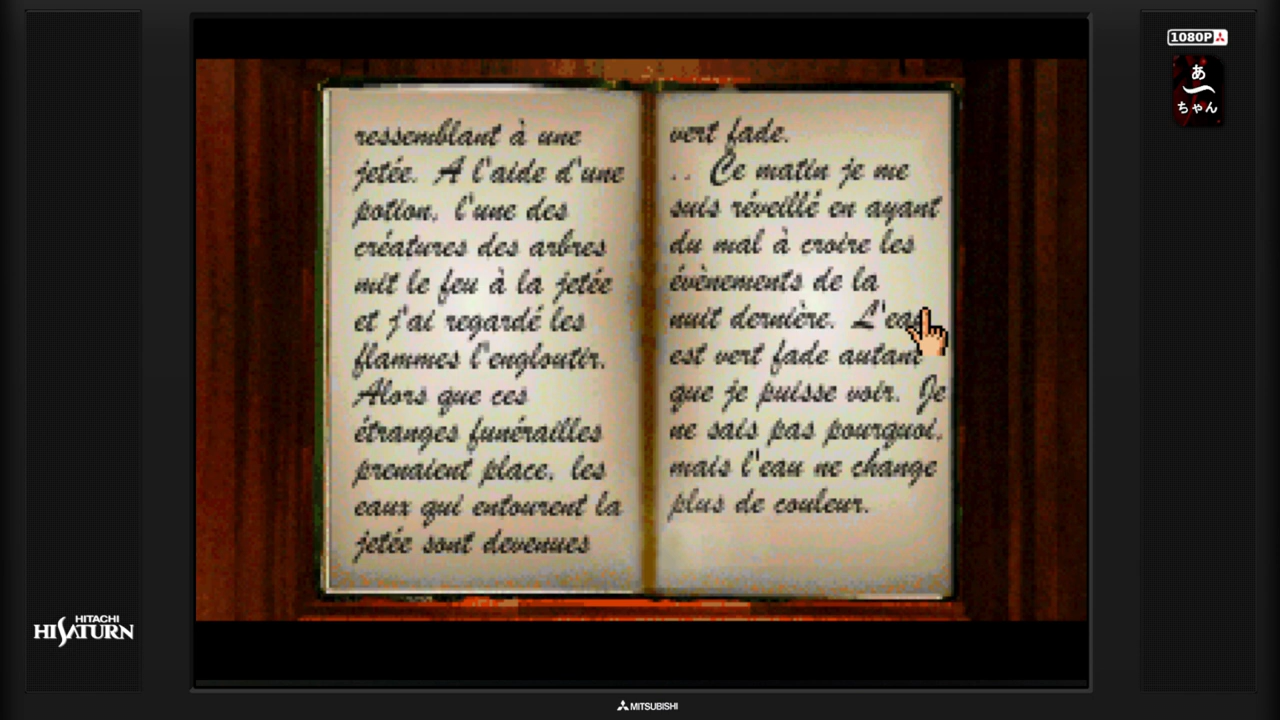 ressemblant à une
jetée. A l'aide d'une
potion, l'une des
créatures des arbres
mit le feu à la jetée
et j'ai regardé les
flammes l'engloutir.
Alors que ces
étranges funérailles
prenaient place, les
eaux qui entourent la
jetée sont devenues
vert fade.
.. Ce matin je me
suis réveillé en ayant
du mal à croire les
évènements de la
nuit dernière. L'eau
est vert fade autant
que je puisse voir. Je
ne sais pas pourquoi,
mais l'eau ne change
plus de couleur.
1080P
あー
ちゃん
HITACHI
HISATURN
MITSUBISHI